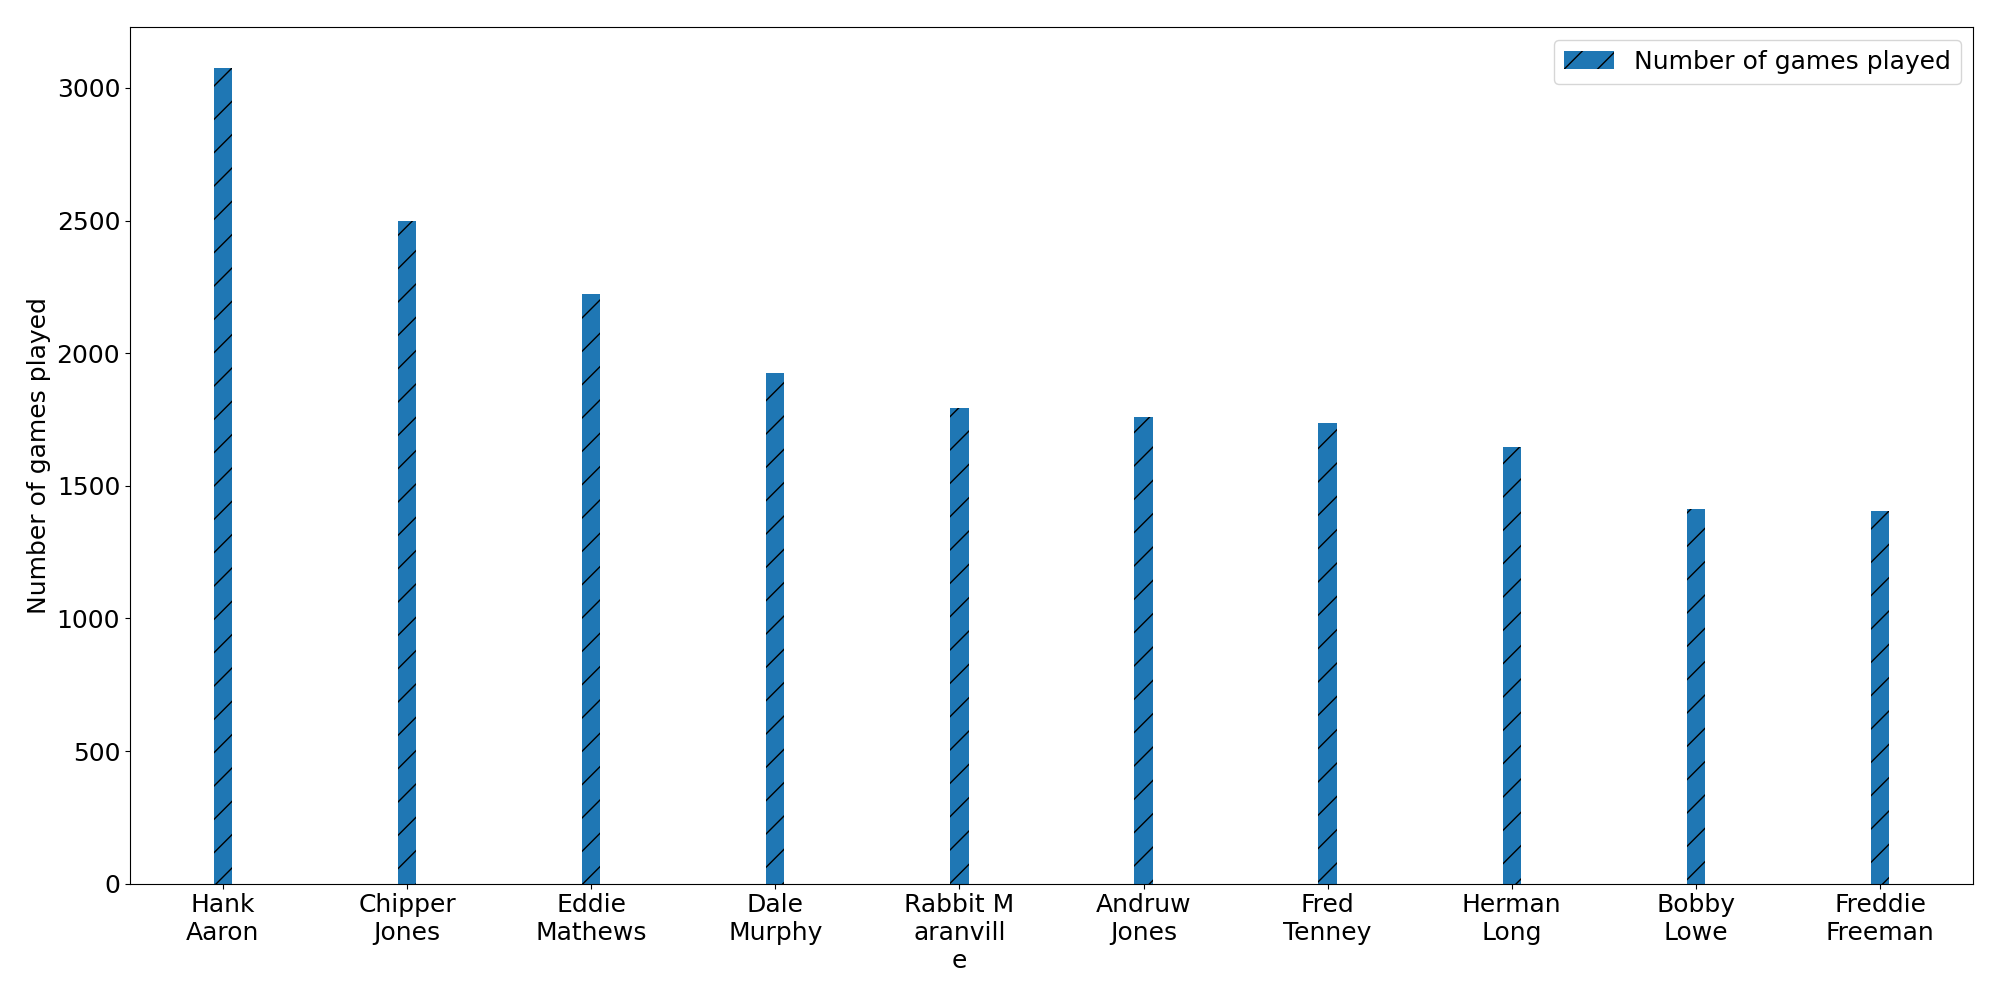 Number of games played
3000
2500
2000
1500
1000
500
0
Number of games played
Hank
Aaron
Chipper
Jones
Eddie
Mathews
Dale
Murphy
Rabbit M
aranvill
e
Andruw
Jones
Fred
Tenney
Herman
Long
Bobby
Lowe
Freddie
Freeman